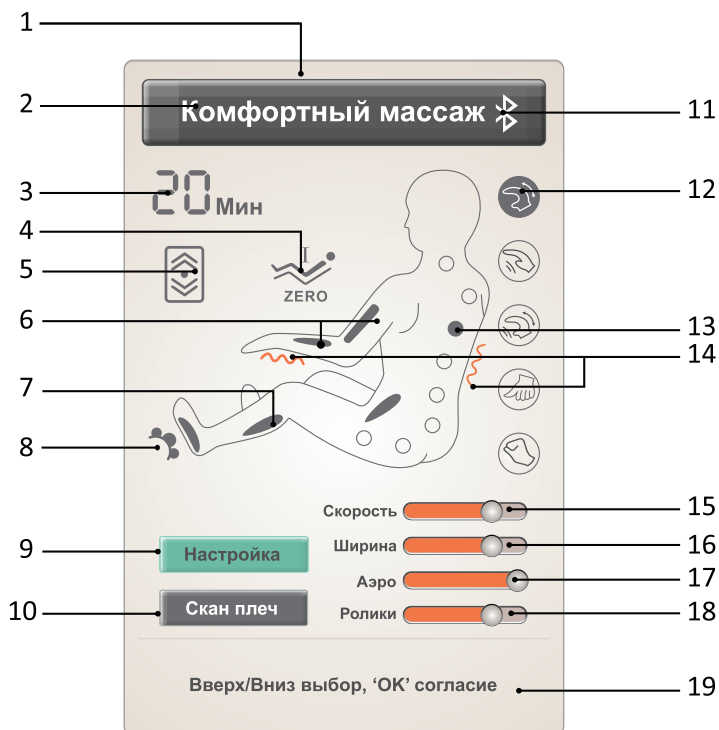 1
2
Комфортный массаж
11
3
20 Мин
12
4
I
5
ZERO
6
13
14
7
8
Скорость
15
9
Настройка
Ширина
16
Аэро
17
10
Скан плеч
Ролики
18
Вверх/Вниз выбор, ‘OK’ согласие
19